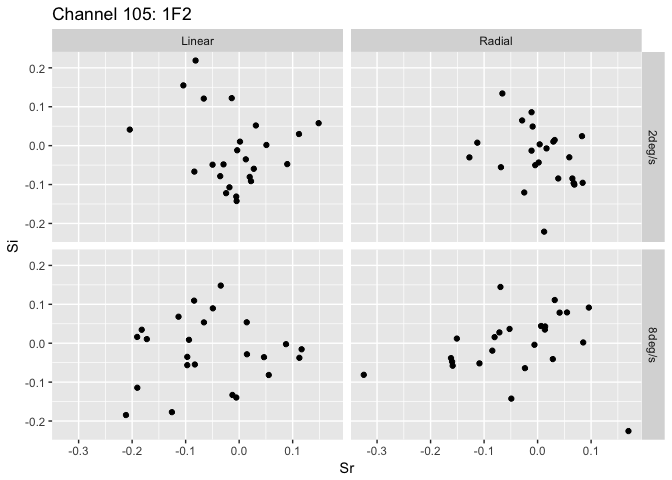 Channel 105: 1F2
Linear Radial
0.2
0.1
0.0
-0.1
-0.2
2deg/s
Si
0.2
0.1
0.0
-0.1
-0.2
8deg/s
-0.3 -0.2 -0.1 0.0 0.1 -0.3 -0.2 -0.1 0.0 0.1
Sr